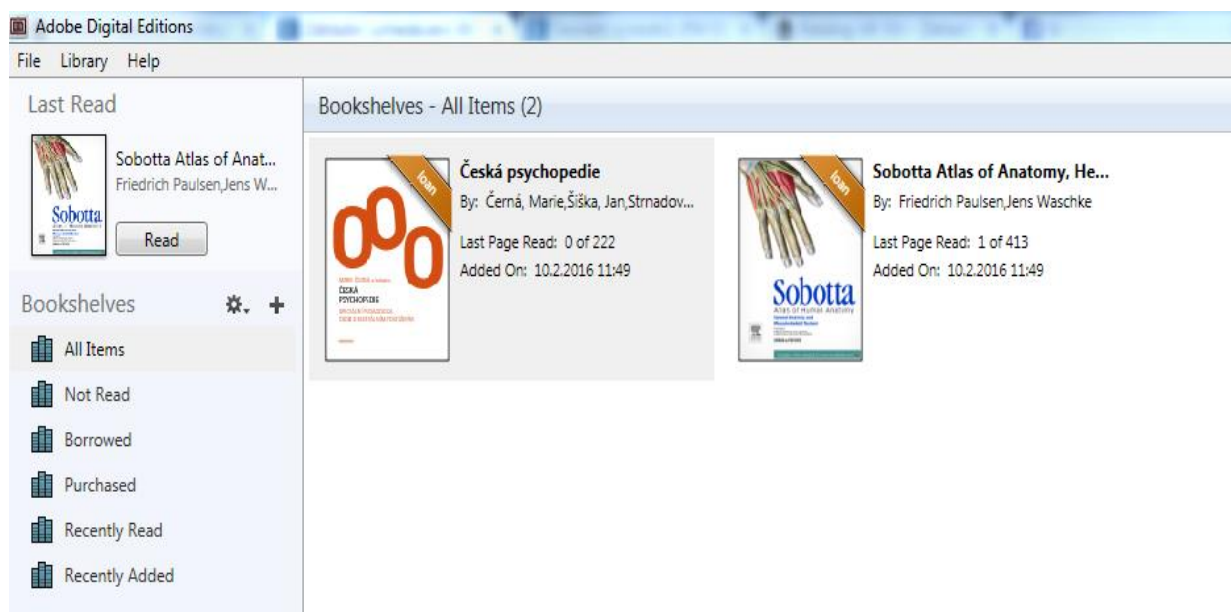 Adobe Digital Editions
File Library Help
Last Read
Sobotta Atlas of Anat...
Friedrich Paulsen,Jens W...
Sobotta
Read
Bookshelves
All Items
Not Read
Borrowed
Purchased
Recently Read
Recently Added
Bookshelves - All Items (2)
loan
ČESKÁ
PSYCHOPEDIE
Česká psychopedie
By: Černá, Marie,Šiška, Jan,Strnadov...
Last Page Read: 0 of 222
Added On: 10.2.2016 11:49
loan
Sobotta
Atlas of Human Anatomy
Sobotta Atlas of Anatomy, He...
By: Friedrich Paulsen,Jens Waschke
Last Page Read: 1 of 413
Added On: 10.2.2016 11:49